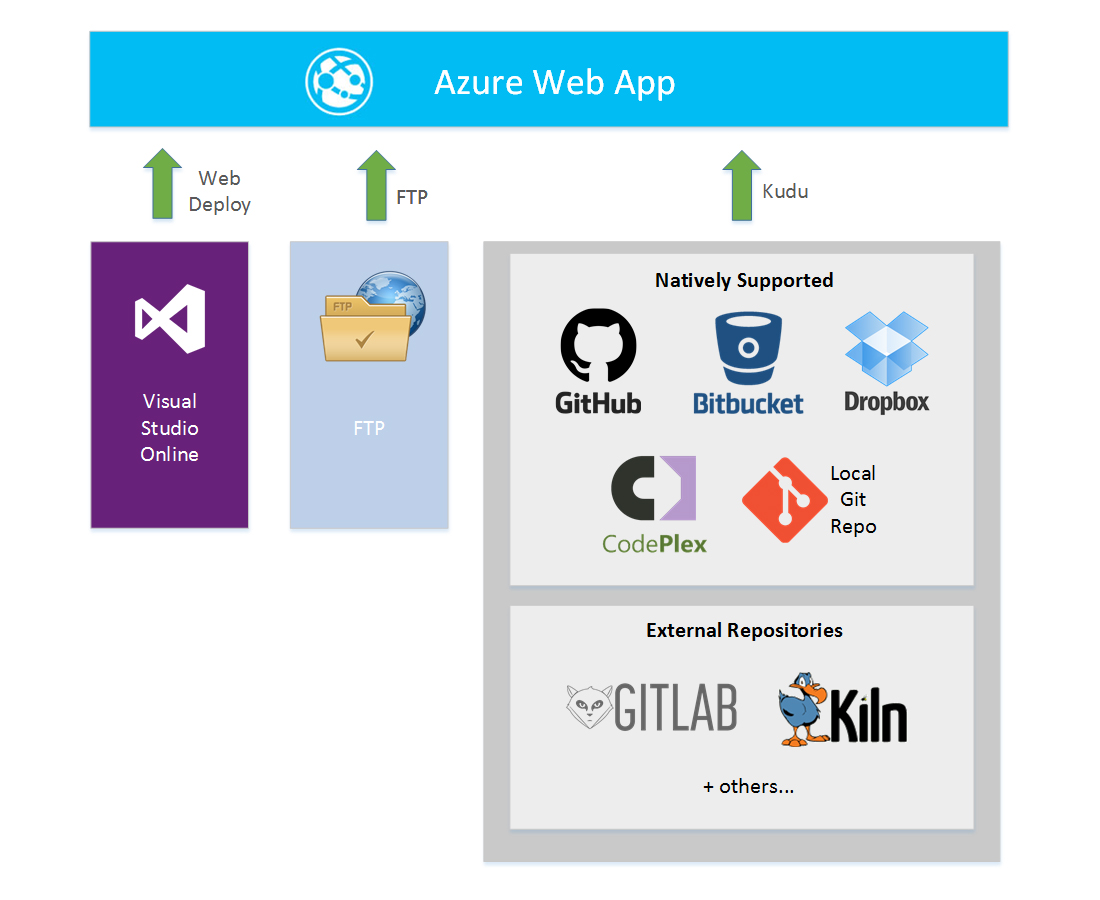 Azure Web App
Web
Deploy
FTP
Kudu
Visual
Studio
Online
FTP
FTP
Natively Supported
GitHub
Bitbucket
Dropbox
CodePlex
Local
Git
Repo
External Repositories
GITLAB
Kiln
+ others...